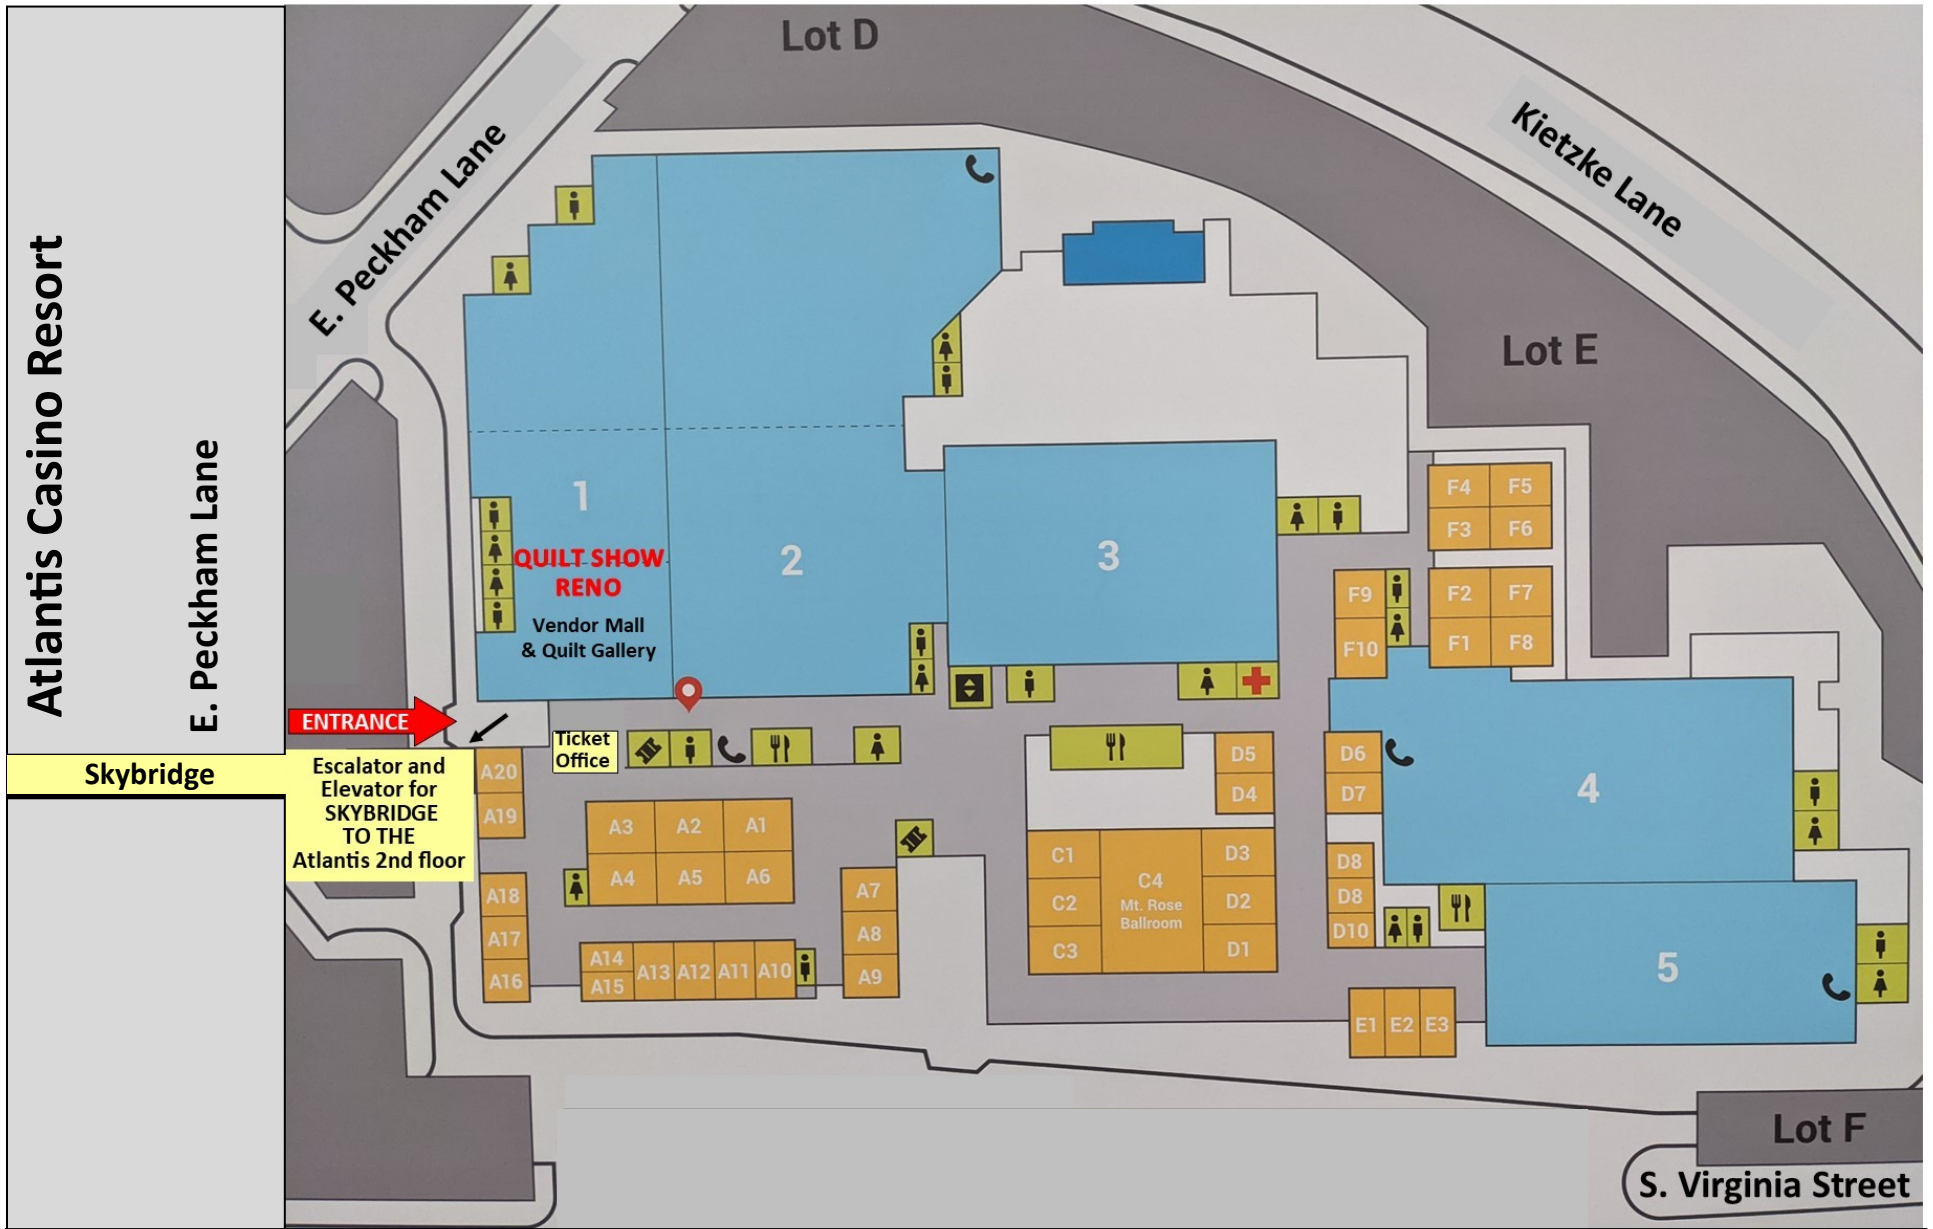 Lot D
Kietzke Lane
E. Peckham Lane
Atlantis Casino Resort
E. Peckham Lane
Lot E
1
QUILT SHOW
RENO
Vendor Mall
& Quilt Gallery
2
3
F4 F5
F3 F6
F9
F2 F7
F10
F1 F8
ENTRANCE
Skybridge
Escalator and
Elevator for
SKYBRIDGE
TO THE
Atlantis 2nd floor
Ticket
Office
A20
A19
A3 A2 A1
A4 A5 A6
A18
A17
A16
A14
A15
A13 A12 A11 A10
A7
A8
A9
D5
D4
C1
C2
C3
C4
Mt. Rose
Ballroom
D3
D2
D1
D6
D7
D8
D8
D10
4
5
E1 E2 E3
Lot F
S. Virginia Street